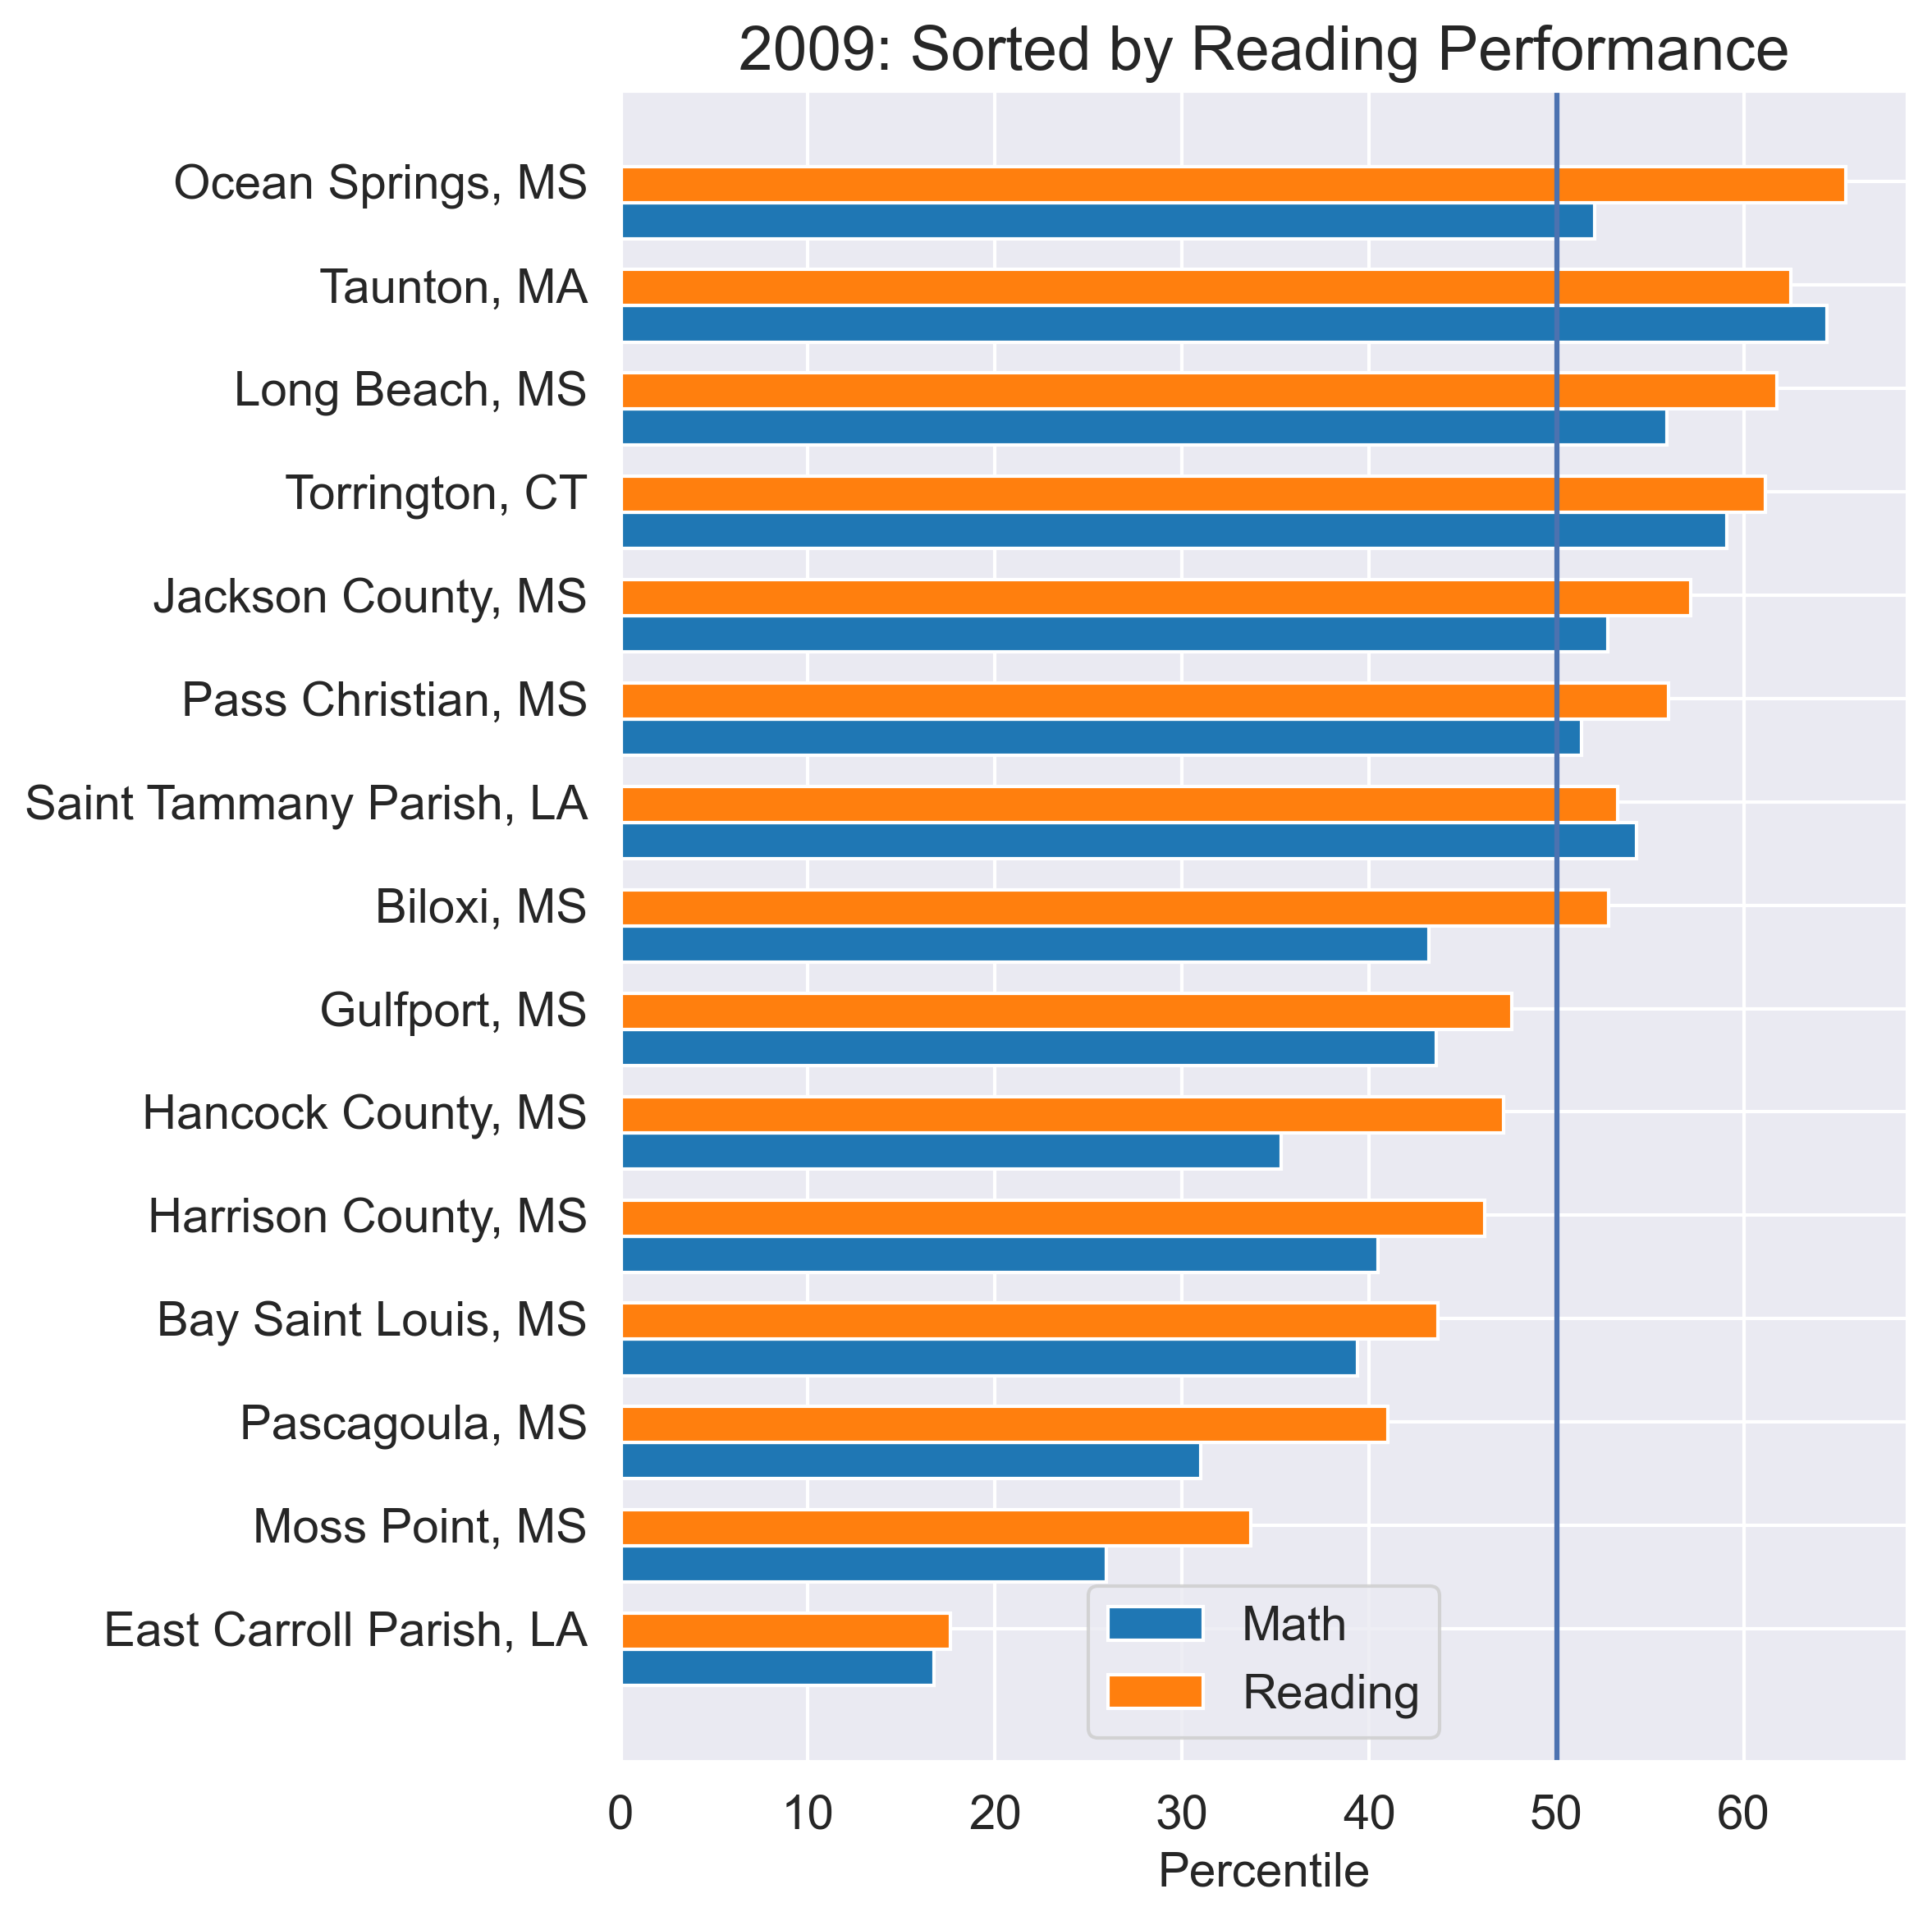 2009: Sorted by Reading Performance
Ocean Springs, MS
Taunton, MA
Long Beach, MS
Torrington, CT
Jackson County, MS
Pass Christian, MS
Saint Tammany Parish, LA
Biloxi, MS
Gulfport, MS
Hancock County, MS
Harrison County, MS
Bay Saint Louis, MS
Pascagoula, MS
Moss Point, MS
East Carroll Parish, LA
Math
Reading
0 10 20 30 40 50 60
Percentile